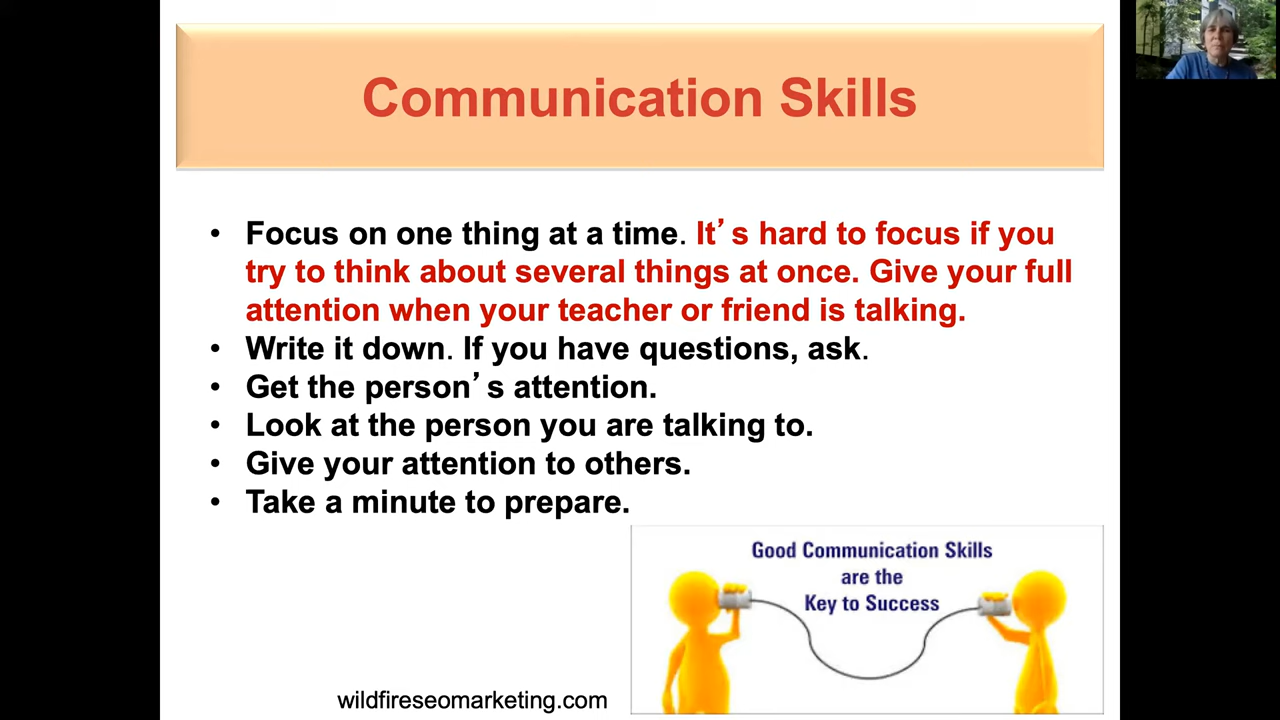 Communication Skills
• Focus on one thing at a time. It’s hard to focus if you
try to think about several things at once. Give your full
attention when your teacher or friend is talking.
• Write it down. If you have questions, ask.
• Get the person’s attention.
• Look at the person you are talking to.
• Give your attention to others.
• Take a minute to prepare.
Good Communication Skills
are the
Key to Success
wildfireseomarketing.com